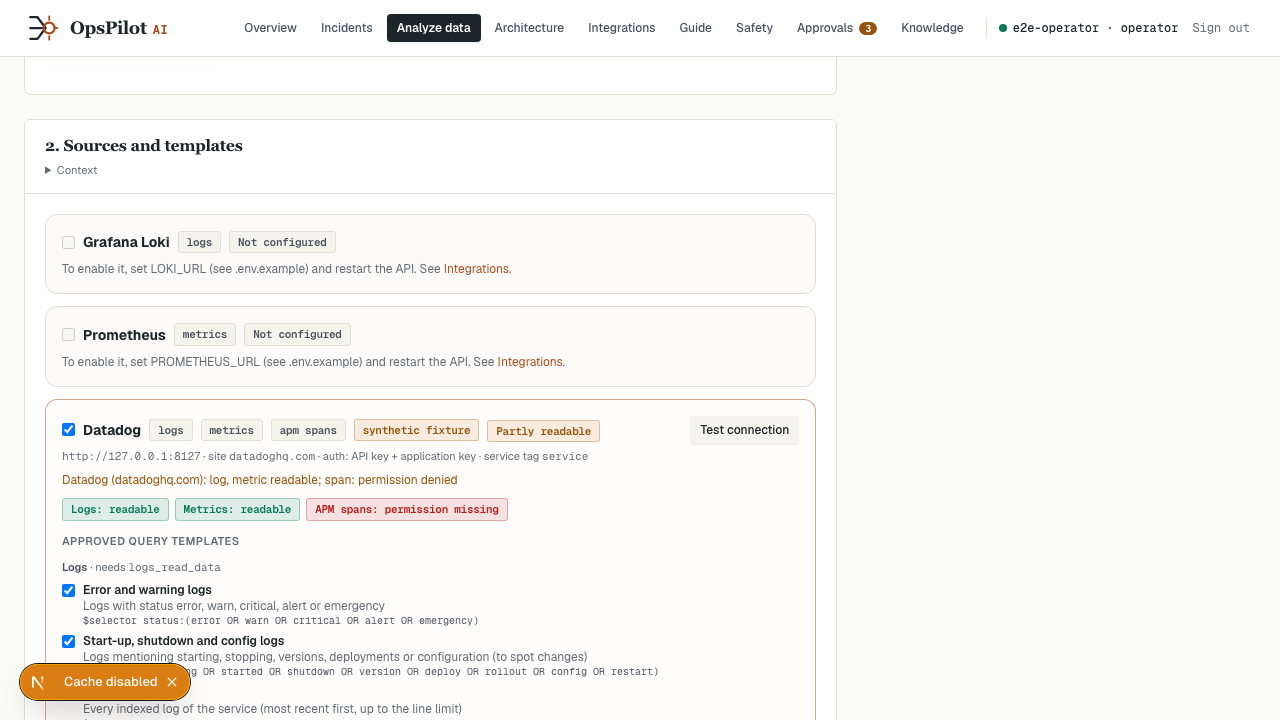 OpsPilot AI
Overview
Incidents
Analyze data
Architecture
Integrations
Guide
Safety
Approvals 3
Knowledge
e2e-operator · operator
Sign out
2. Sources and templates
Context
Grafana Loki logs Not configured
To enable it, set LOKI_URL (see .env.example) and restart the API. See Integrations.
Prometheus metrics Not configured
To enable it, set PROMETHEUS_URL (see .env.example) and restart the API. See Integrations.
Datadog logs metrics apm spans synthetic fixture Partly readable Test connection
http://127.0.0.1:8127 · site datadoghq.com · auth: API key + application key · service tag service
Datadog (datadoghq.com): log, metric readable; span: permission denied
Logs: readable Metrics: readable APM spans: permission missing
APPROVED QUERY TEMPLATES
Logs · needs logs_read_data
Error and warning logs
Logs with status error, warn, critical, alert or emergency
$selector status:(error OR warn OR critical OR alert OR emergency)
Start-up, shutdown and config logs
Logs mentioning starting, stopping, versions, deployments or configuration (to spot changes)
OR started OR shutdown OR version OR deploy OR rollout OR config OR restart)
Cache disabled
Every indexed log of the service (most recent first, up to the line limit)